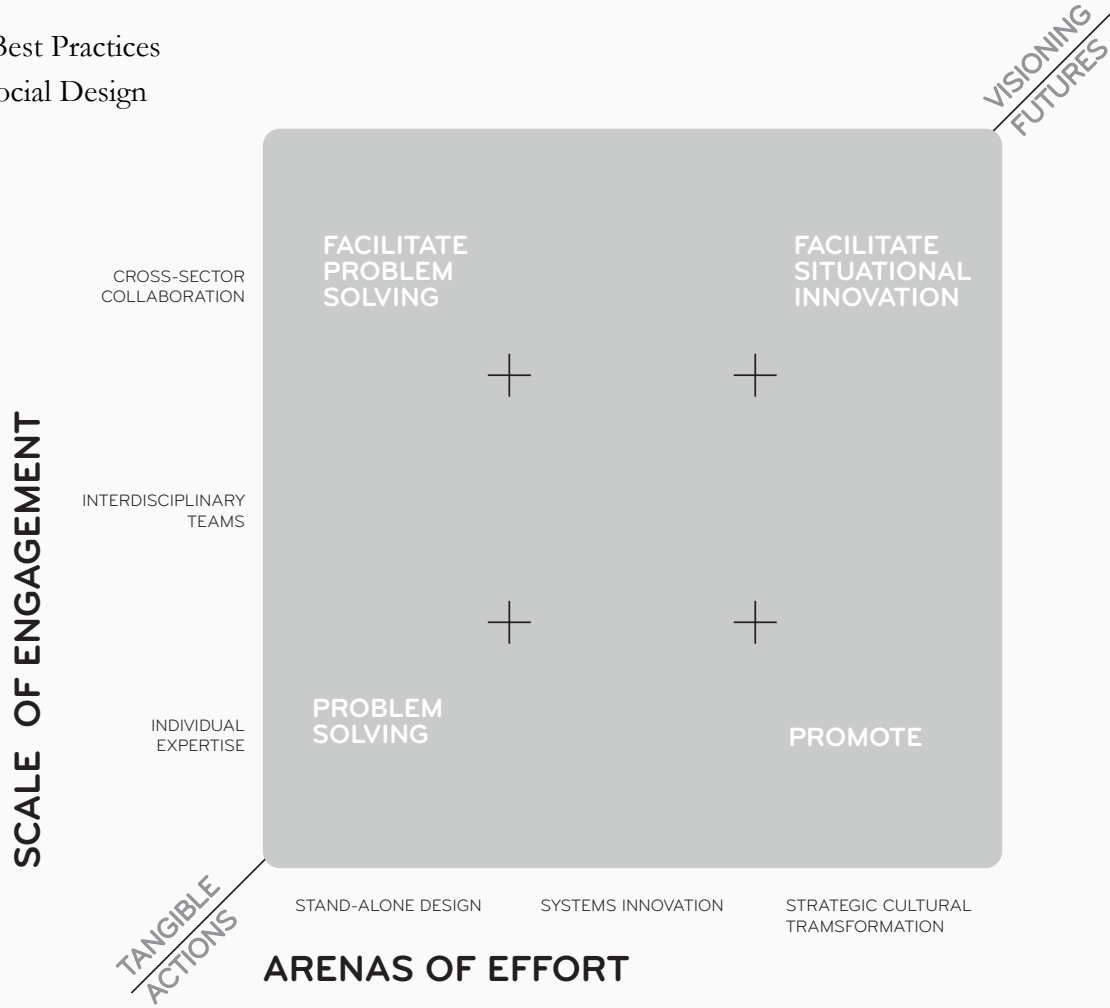 Best Practices
ocial Design
VISIONING
FUTURES
FACILITATE
PROBLEM
SOLVING
FACILITATE
SITUATIONAL
INNOVATION
CROSS-SECTOR
COLLABORATION
SCALE OF ENGAGEMENT
INTERDISCIPLINARY
TEAMS
INDIVIDUAL
EXPERTISE
PROBLEM
SOLVING
PROMOTE
TANGIBLE
ACTIONS
STAND-ALONE DESIGN
SYSTEMS INNOVATION
STRATEGIC CULTURAL
TRAMSFORMATION
ARENAS OF EFFORT